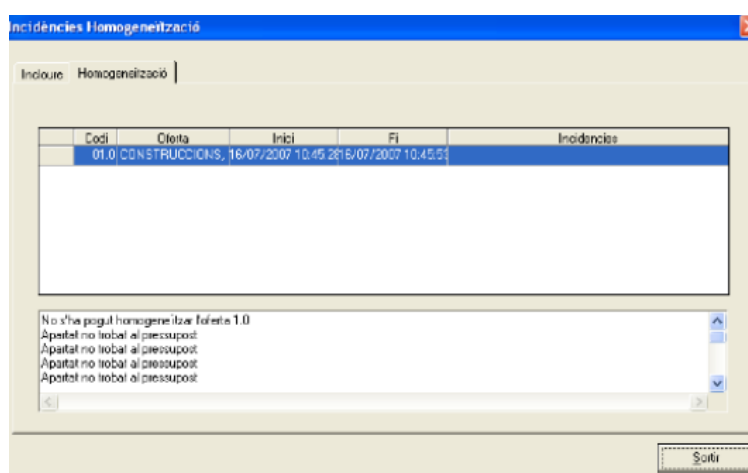 Incidències Homogeneïtzació
Incloure Homogeneïtzació
Codi Oferta Inici Fi Incidencies
01.0 CONSTRUCCIONS, 16/07/2007 10:45:28 16/07/2007 10:45:53
No s'ha pogut homogeneïtzar l'oferta 1.0
Apartat no trobat al pressupost
Apartat no trobat al pressupost
Apartat no trobat al pressupost
Apartat no trobat al pressupost
Sortir